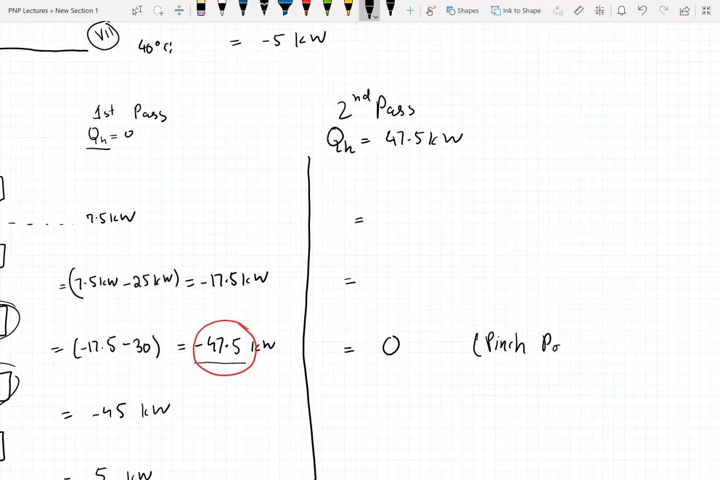 PNP Lectures » New Section 1
Shapes
Ink to Shape
VII 40°C; = -5 kW
1st Pass
Qh = 0
2nd Pass
Qh = 47.5 kW
7.5 kW =
= (7.5 kW - 25 kW) = -17.5 kW =
= (-17.5 - 30) = -47.5 kW = 0 (Pinch Po
= -45 kW
= 5 kW